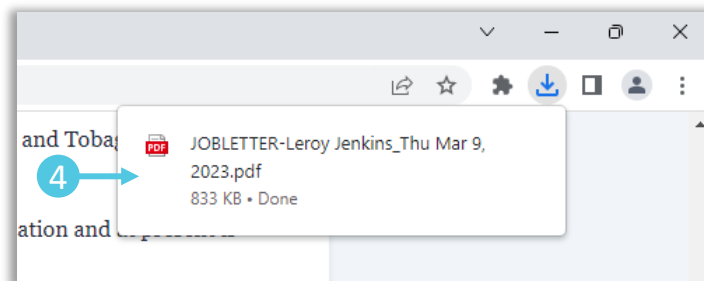 and Tobag
PDF
JOBLETTER-Leroy Jenkins_Thu Mar 9,
2023.pdf
4
833 KB • Done
ation and